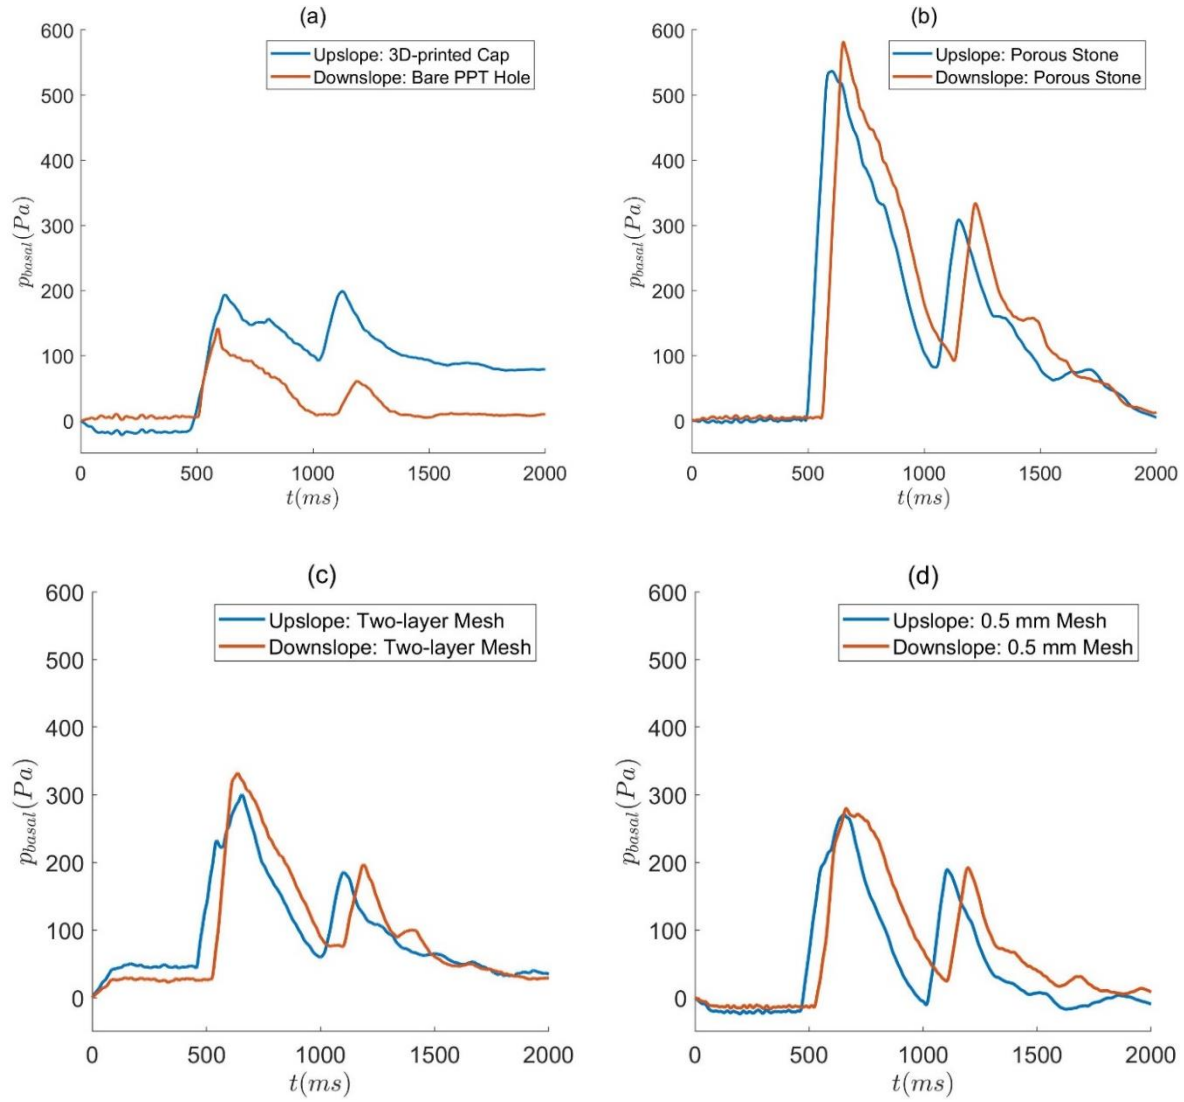 (a)
600
500
400
300
200
100
0
p_basal(Pa)
Upslope: 3D-printed Cap
Downslope: Bare PPT Hole
0 500 1000 1500 2000
t(ms)
(b)
600
500
400
300
200
100
0
p_basal(Pa)
Upslope: Porous Stone
Downslope: Porous Stone
0 500 1000 1500 2000
t(ms)
(c)
600
500
400
300
200
100
0
p_basal(Pa)
Upslope: Two-layer Mesh
Downslope: Two-layer Mesh
0 500 1000 1500 2000
t(ms)
(d)
600
500
400
300
200
100
0
p_basal(Pa)
Upslope: 0.5 mm Mesh
Downslope: 0.5 mm Mesh
0 500 1000 1500 2000
t(ms)